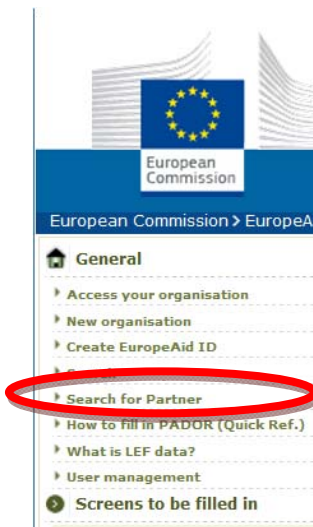 European
Commission
European Commission > EuropeA
General
Access your organisation
New organisation
Create EuropeAid ID
Search for Partner
How to fill in PADOR (Quick Ref.)
What is LEF data?
User management
Screens to be filled in